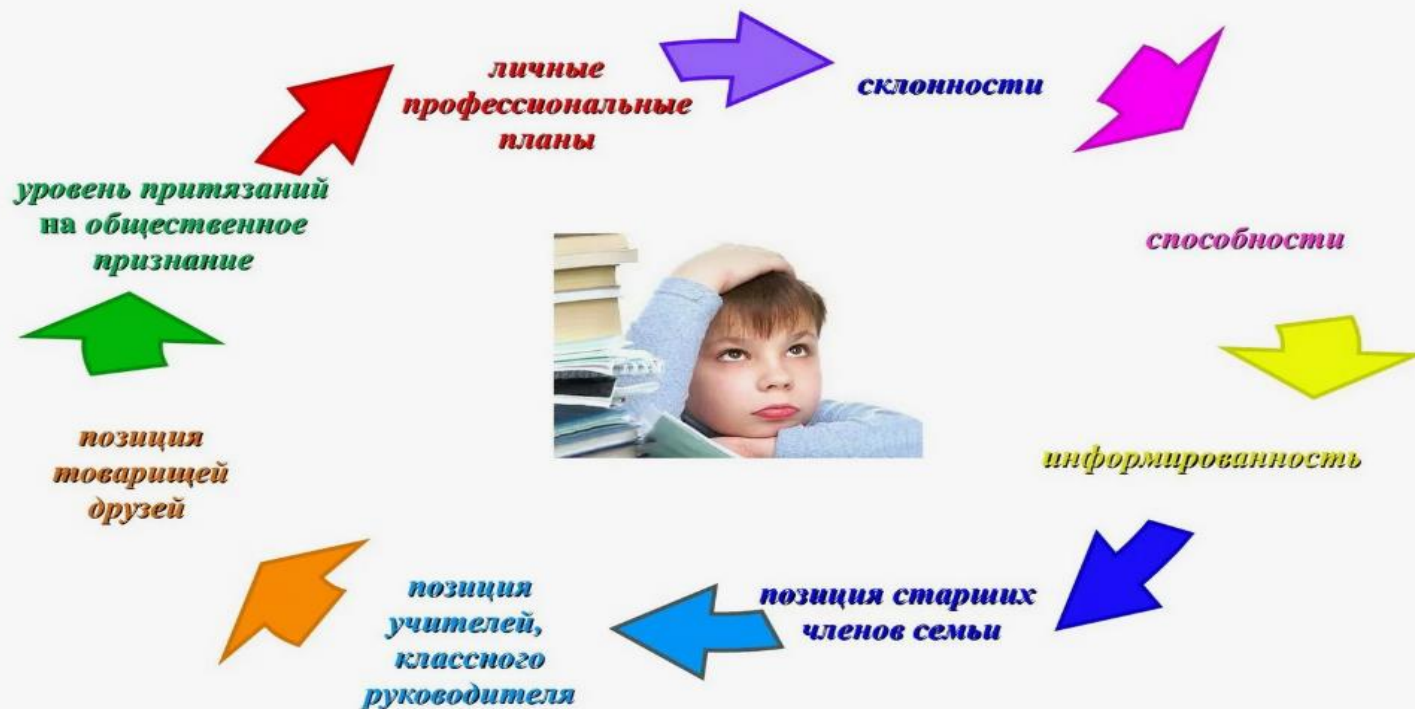 личные
профессиональные
планы
склонности
способности
информированность
позиция старших
членов семьи
позиция
учителей,
классного
руководителя
позиция
товарищей
друзей
уровень притязаний
на общественное
признание